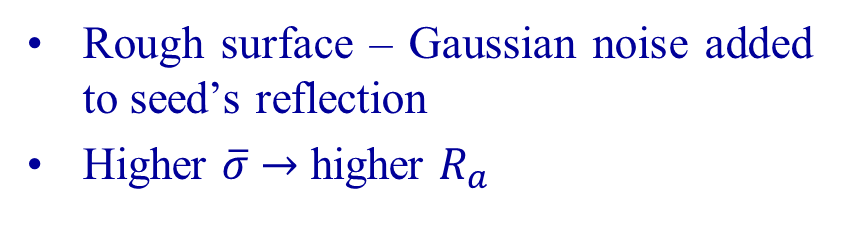 • Rough surface – Gaussian noise added
to seed’s reflection
• Higher σ̄ → higher Rₐ